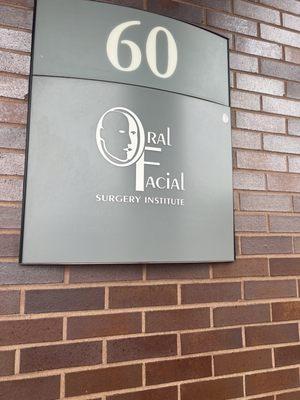 60
Oral
Facial
SURGERY INSTITUTE